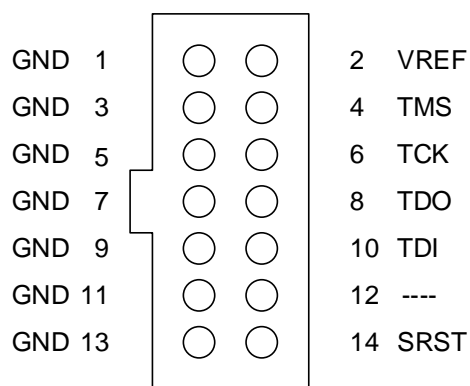 GND 1 2 VREF
GND 3 4 TMS
GND 5 6 TCK
GND 7 8 TDO
GND 9 10 TDI
GND 11 12 ----
GND 13 14 SRST